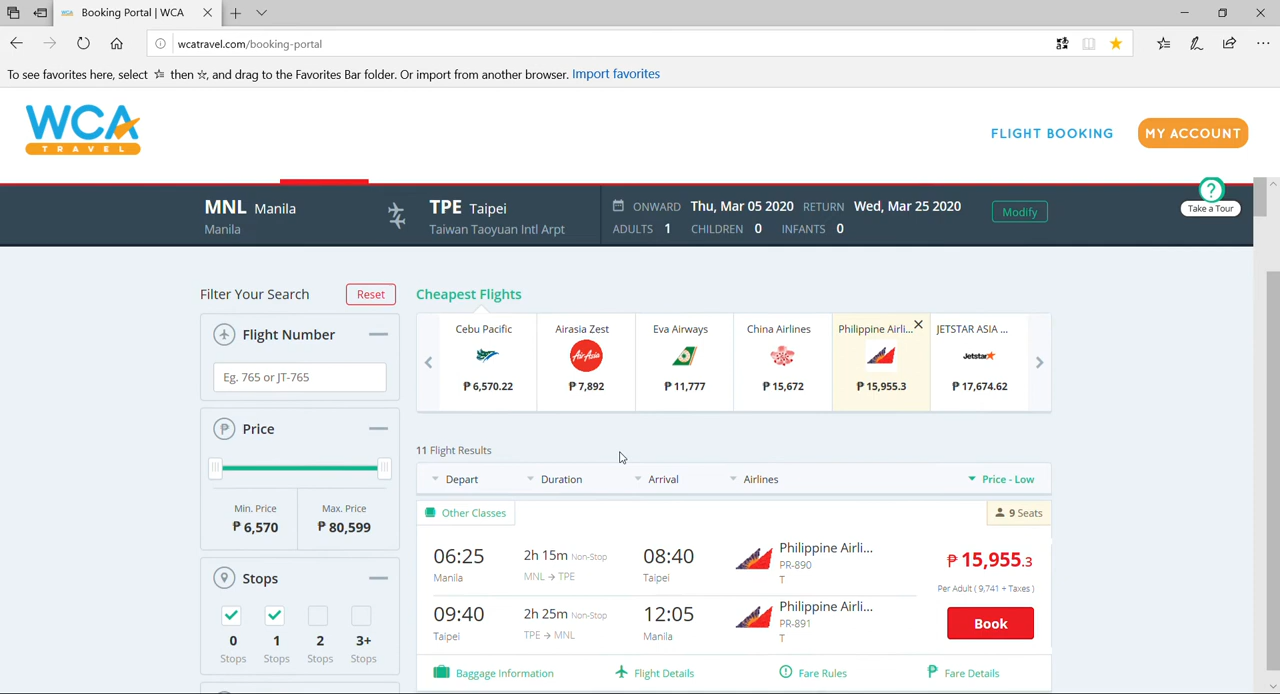 Booking Portal | WCA
wcatravel.com/booking-portal
To see favorites here, select then, and drag to the Favorites Bar folder. Or import from another browser. Import favorites
WCA
TRAVEL
FLIGHT BOOKING
MY ACCOUNT
MNL Manila
Manila
TPE Taipei
Taiwan Taoyuan Intl Arpt
ONWARD Thu, Mar 05 2020 RETURN Wed, Mar 25 2020
ADULTS 1 CHILDREN 0 INFANTS 0
Modify
?
Take a Tour
Filter Your Search
Reset
Flight Number
Eg. 765 or JT-765
Price
Min. Price
₱ 6,570
Max. Price
₱ 80,599
Stops
0 1 2 3+
Stops Stops Stops Stops
Cheapest Flights
Cebu Pacific
₱ 6,570.22
Airasia Zest
AirAsia
₱ 7,892
Eva Airways
₱ 11,777
China Airlines
₱ 15,672
Philippine Airli...
₱ 15,955.3
JETSTAR ASIA ...
Jetstar
₱ 17,674.62
11 Flight Results
Depart Duration Arrival Airlines Price - Low
Other Classes
9 Seats
06:25 2h 15m Non-Stop 08:40 Philippine Airli...
Manila MNL → TPE Taipei PR-890
T
09:40 2h 25m Non-Stop 12:05 Philippine Airli...
Taipei TPE → MNL Manila PR-891
T
₱ 15,955.3
Per Adult ( 9,741 + Taxes )
Book
Baggage Information Flight Details Fare Rules Fare Details